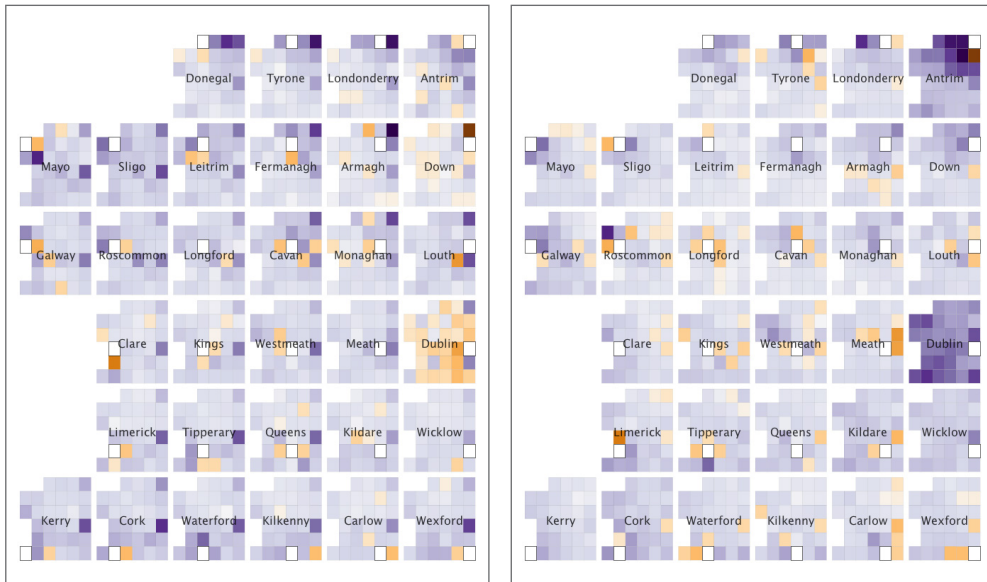 Donegal Tyrone Londonderry Antrim
Mayo Sligo Leitrim Fermanagh Armagh Down
Galway Roscommon Longford Cavan Monaghan Louth
Clare Kings Westmeath Meath Dublin
Limerick Tipperary Queens Kildare Wicklow
Kerry Cork Waterford Kilkenny Carlow Wexford
Donegal Tyrone Londonderry Antrim
Mayo Sligo Leitrim Fermanagh Armagh Down
Galway Roscommon Longford Cavan Monaghan Louth
Clare Kings Westmeath Meath Dublin
Limerick Tipperary Queens Kildare Wicklow
Kerry Cork Waterford Kilkenny Carlow Wexford